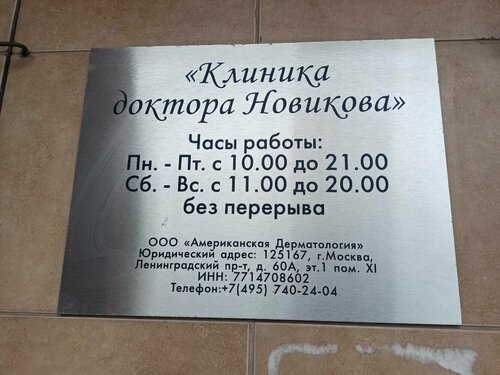 «Клиника
доктора Новикова»
Часы работы:
Пн. - Пт. с 10.00 до 21.00
Сб. - Вс. с 11.00 до 20.00
без перерыва
ООО «Американская Дерматология»
Юридический адрес: 125167, г.Москва,
Ленинградский пр-т, д. 60А, эт.1 пом. XI
ИНН: 7714708602
Телефон:+7(495) 740-24-04